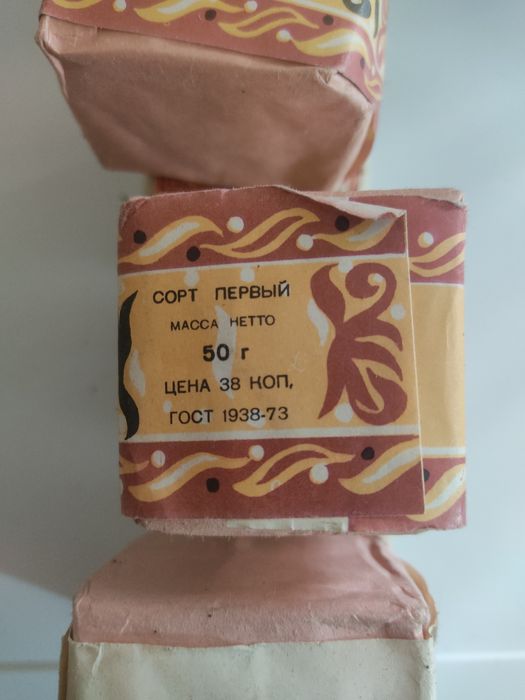 СОРТ ПЕРВЫЙ
МАССА НЕТТО
50 г
ЦЕНА 38 КОП,
ГОСТ 1938-73